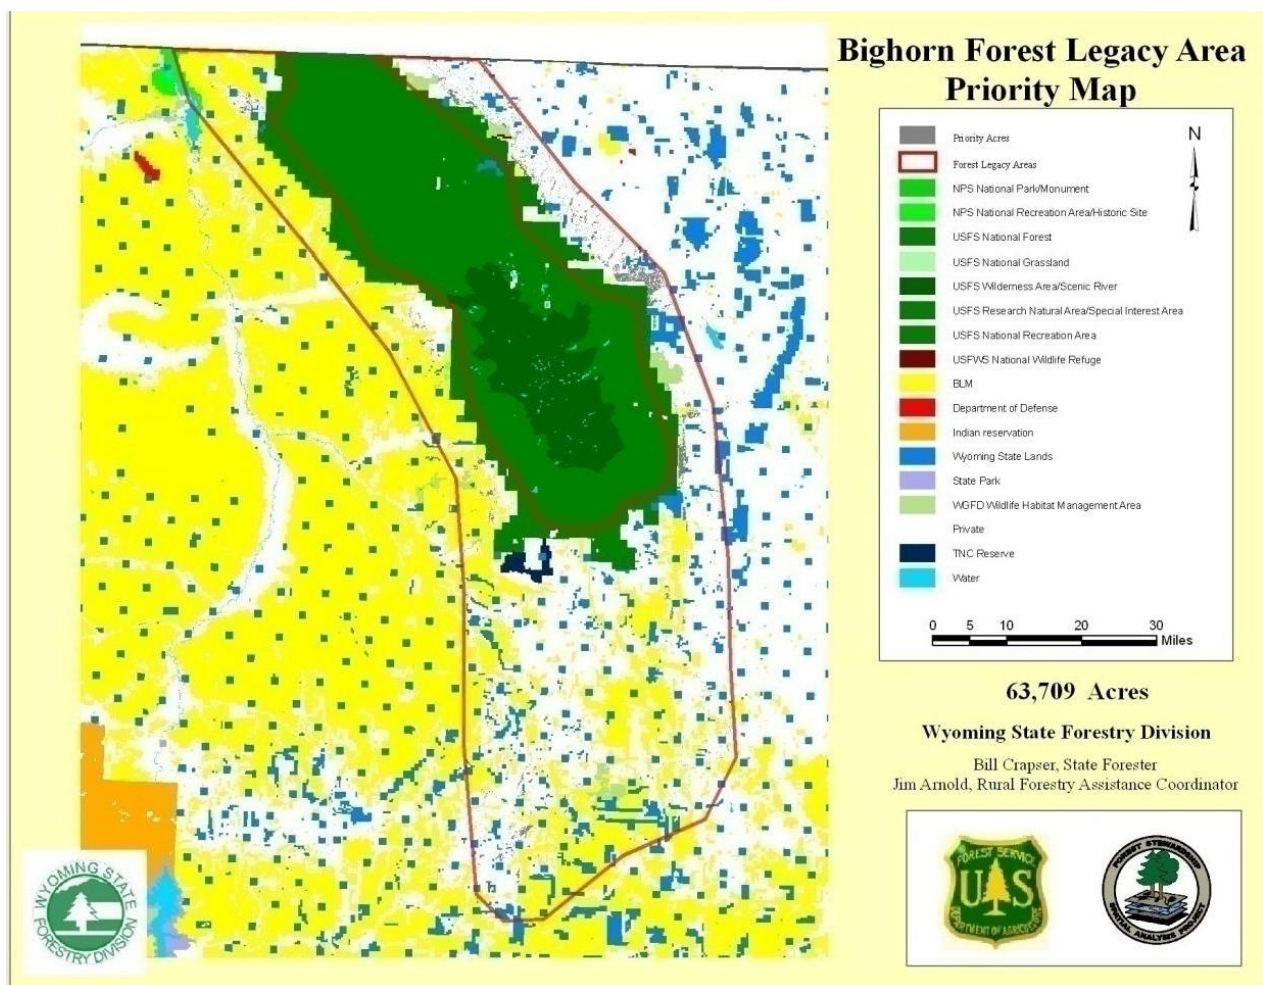 Bighorn Forest Legacy Area
Priority Map
Priority Acres
Forest Legacy Areas
NPS National Park/Monument
NPS National Recreation Area/Historic Site
USFS National Forest
USFS National Grassland
USFS Wilderness Area/Scenic River
USFS Research Natural Area/Special Interest Area
USFS National Recreation Area
USFWS National Wildlife Refuge
BLM
Department of Defense
Indian reservation
Wyoming State Lands
State Park
WGFD Wildlife Habitat Management Area
Private
TNC Reserve
Water
N
0 5 10 20 30
Miles
63,709 Acres
Wyoming State Forestry Division
Bill Crapser, State Forester
Jim Arnold, Rural Forestry Assistance Coordinator
WYOMING STATE
FORESTRY DIVISION
FOREST SERVICE
U S
DEPARTMENT OF AGRICULTURE
FOREST STEWARDSHIP
SPATIAL ANALYSIS PROJECT